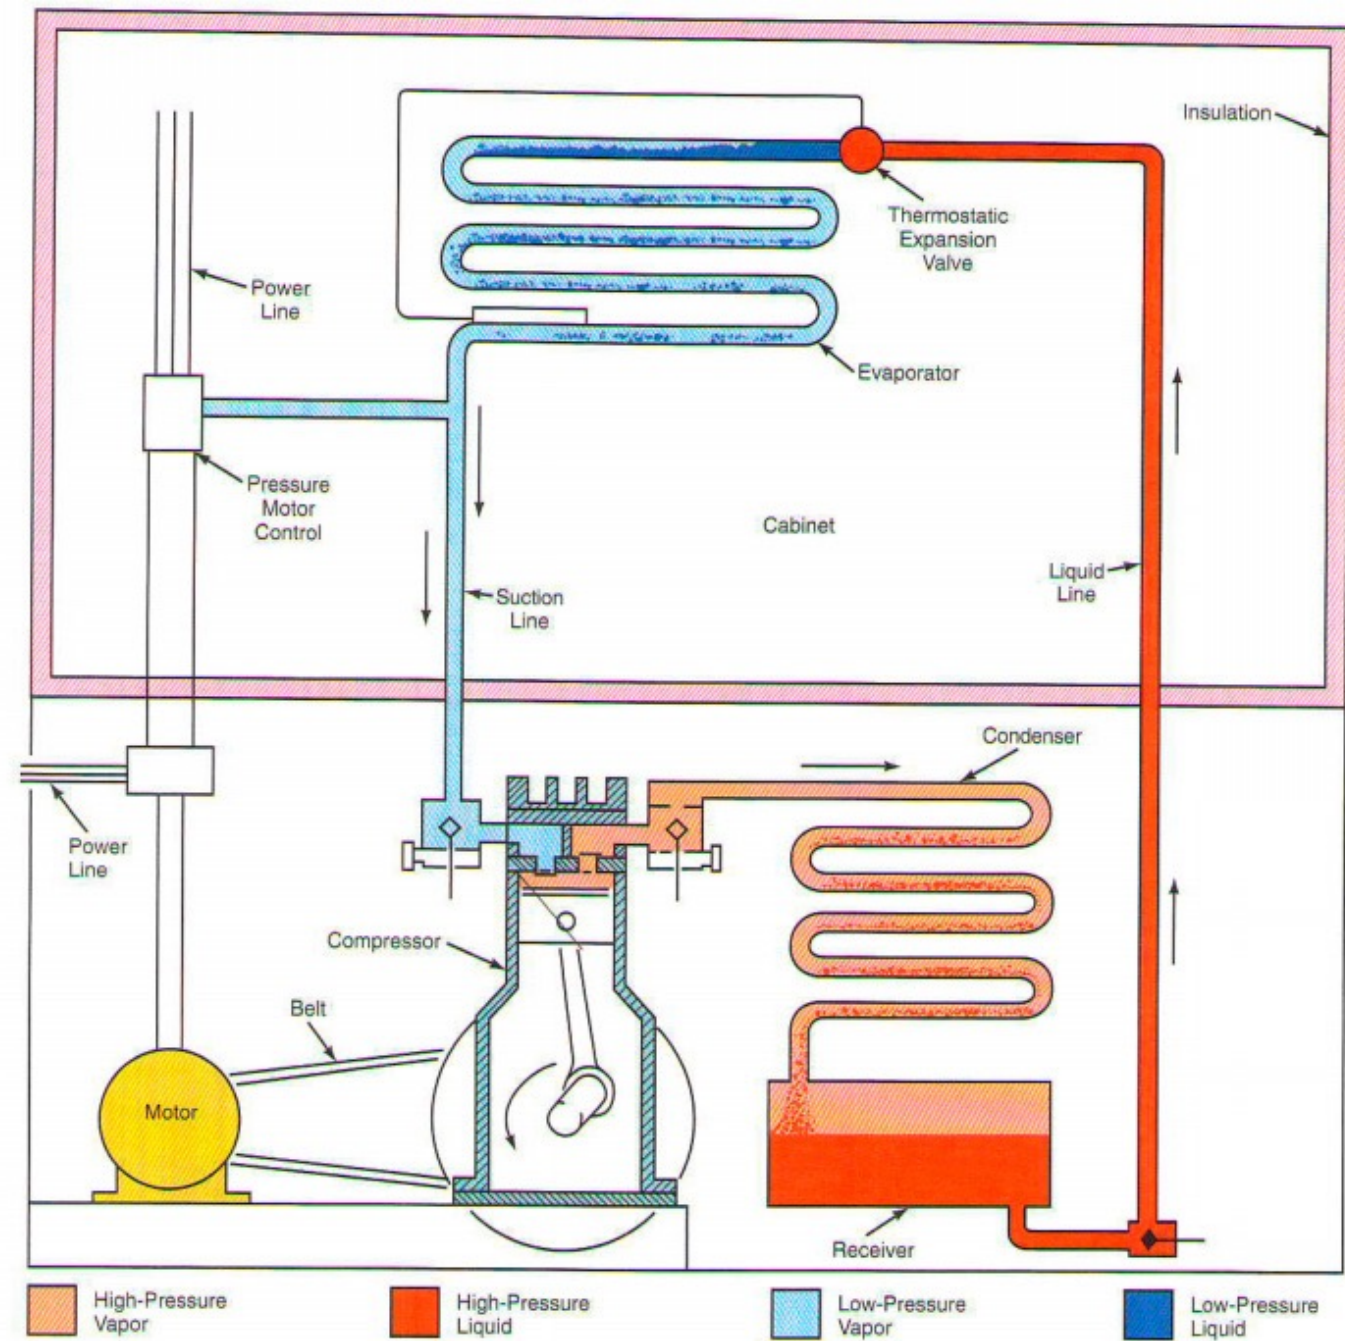 Insulation
Thermostatic
Expansion
Valve
Power
Line
Evaporator
Pressure
Motor
Control
Cabinet
Liquid
Line
Suction
Line
Condenser
Power
Line
Compressor
Belt
Motor
Receiver
High-Pressure
Vapor
High-Pressure
Liquid
Low-Pressure
Vapor
Low-Pressure
Liquid